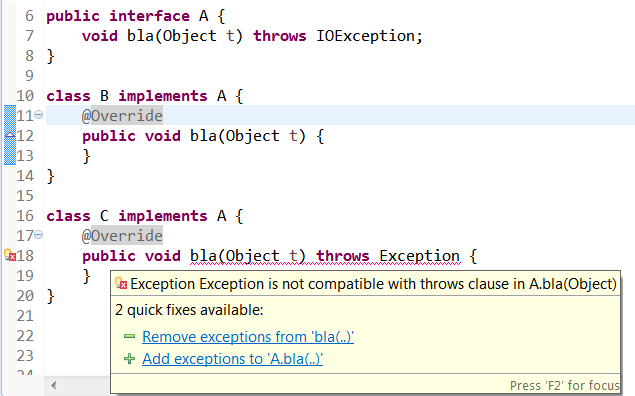 6 public interface A {
7     void bla(Object t) throws IOException;
8 }
9
10 class B implements A {
11     @Override
12     public void bla(Object t) {
13     }
14 }
15
16 class C implements A {
17     @Override
18     public void bla(Object t) throws Exception {
19     }
20 }
21
22
23
24
Exception Exception is not compatible with throws clause in A.bla(Object)
2 quick fixes available:
Remove exceptions from 'bla(..)'
Add exceptions to 'A.bla(..)'
Press 'F2' for focus